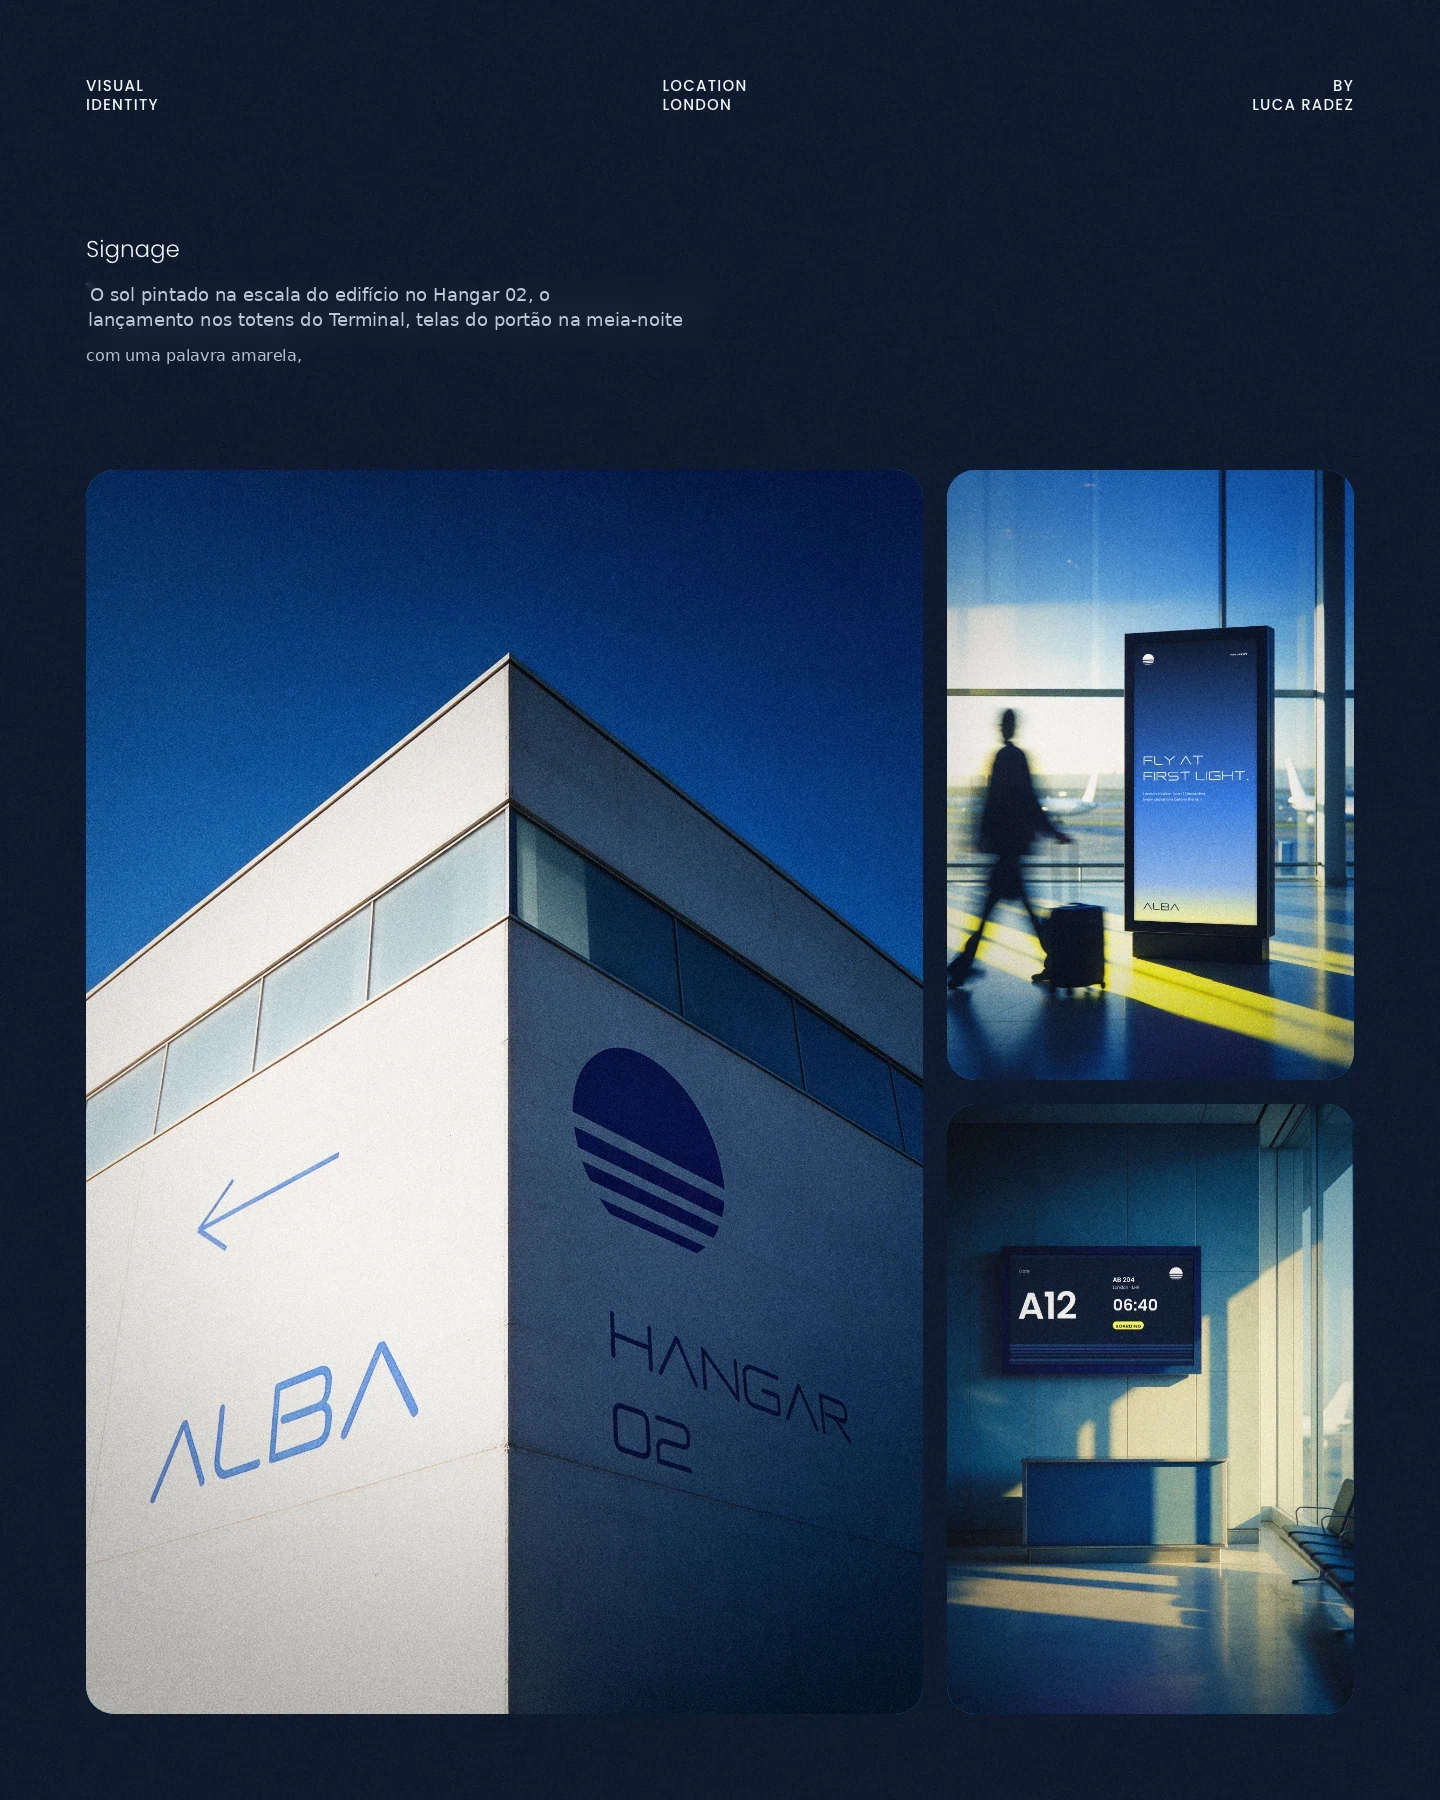 VISUAL
IDENTITY
LOCATION
LONDON
BY
LUCA RADEZ
Signage
O sol pintado na escala do edifício no Hangar 02, o
lançamento nos totens do Terminal, telas do portão na meia-noite
com uma palavra amarela,
ALBA
HANGAR
02
FLY AT
FIRST LIGHT.
ALBA
A12
AB 204
06:40
BOARDING